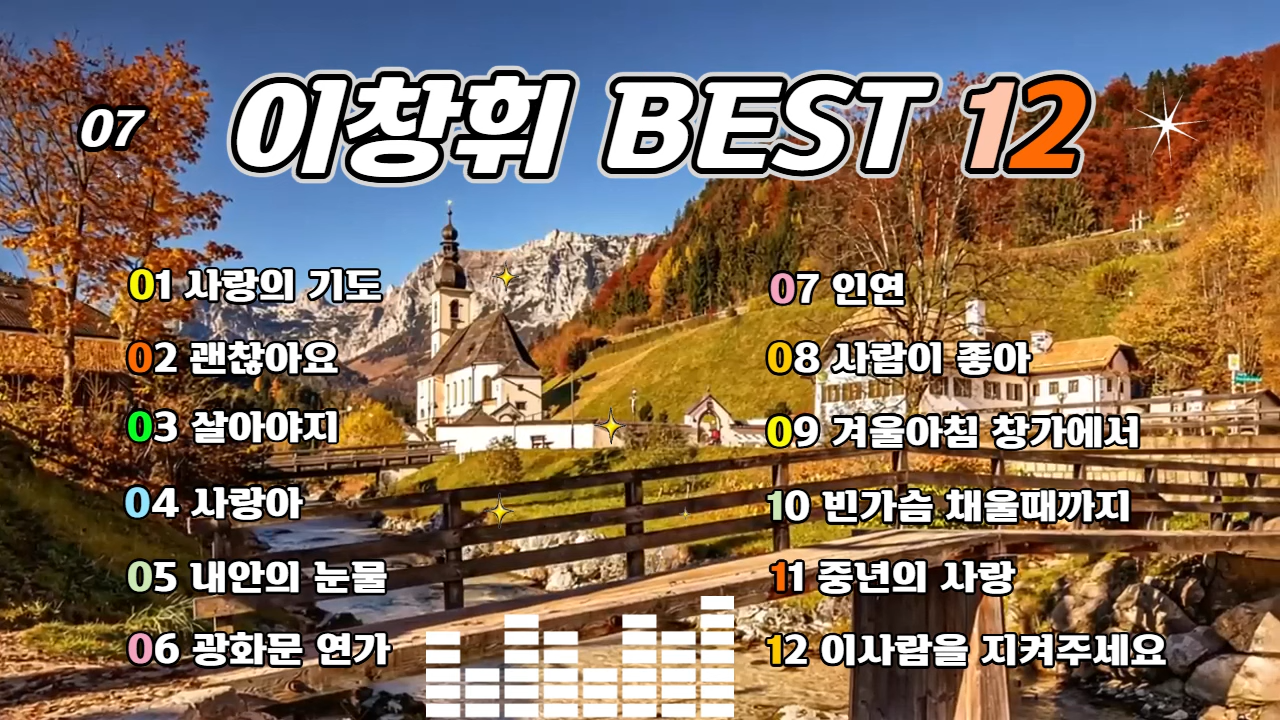 07
이창휘 BEST 12
01 사랑의 기도
02 괜찮아요
03 살아야지
04 사랑아
05 내안의 눈물
06 광화문 연가
07 인연
08 사람이 좋아
09 겨울아침 창가에서
10 빈가슴 채울때까지
11 중년의 사랑
12 이사람을 지켜주세요